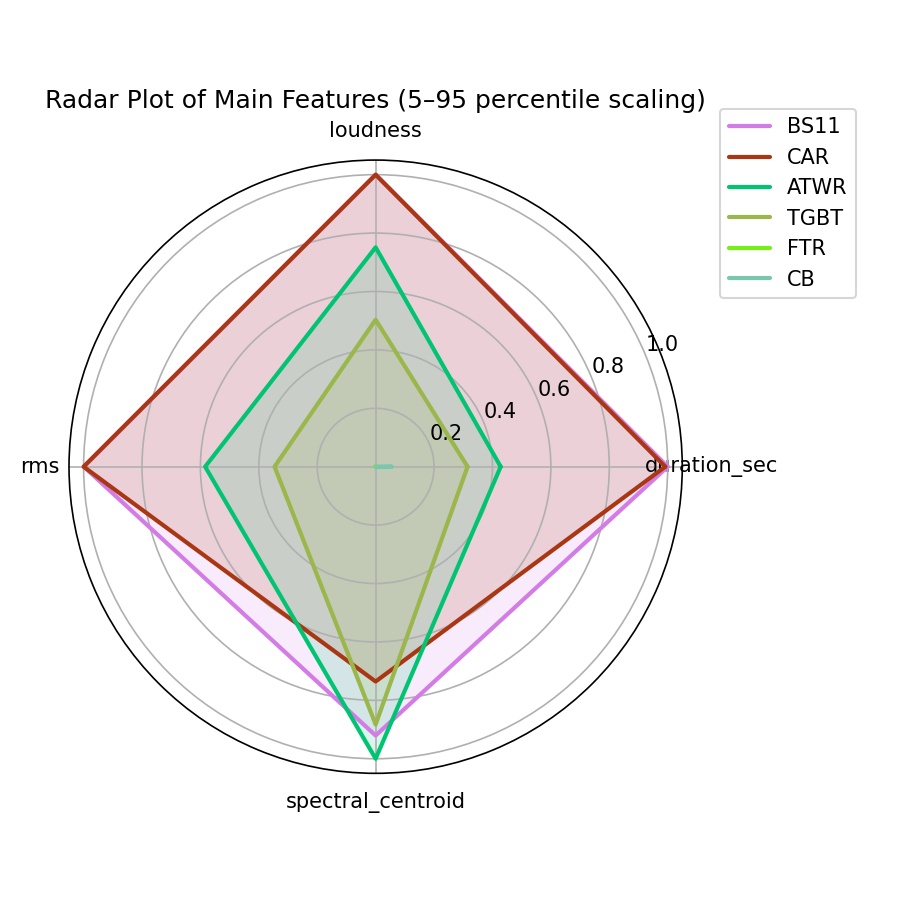 Radar Plot of Main Features (5–95 percentile scaling)
loudness
BS11
CAR
ATWR
TGBT
FTR
CB
1.0
0.8
0.6
0.4
0.2
rms
duration_sec
spectral_centroid